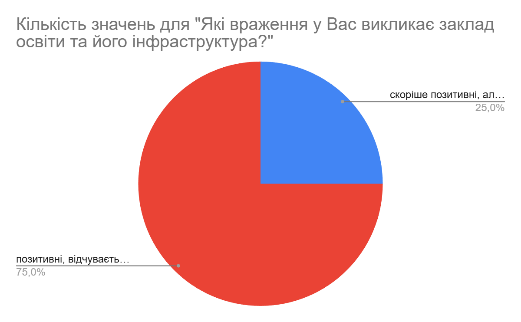 Кількість значень для "Які враження у Вас викликає заклад
освіти та його інфраструктура?"
скоріше позитивні, ал…
25,0%
позитивні, відчуваєть…
75,0%